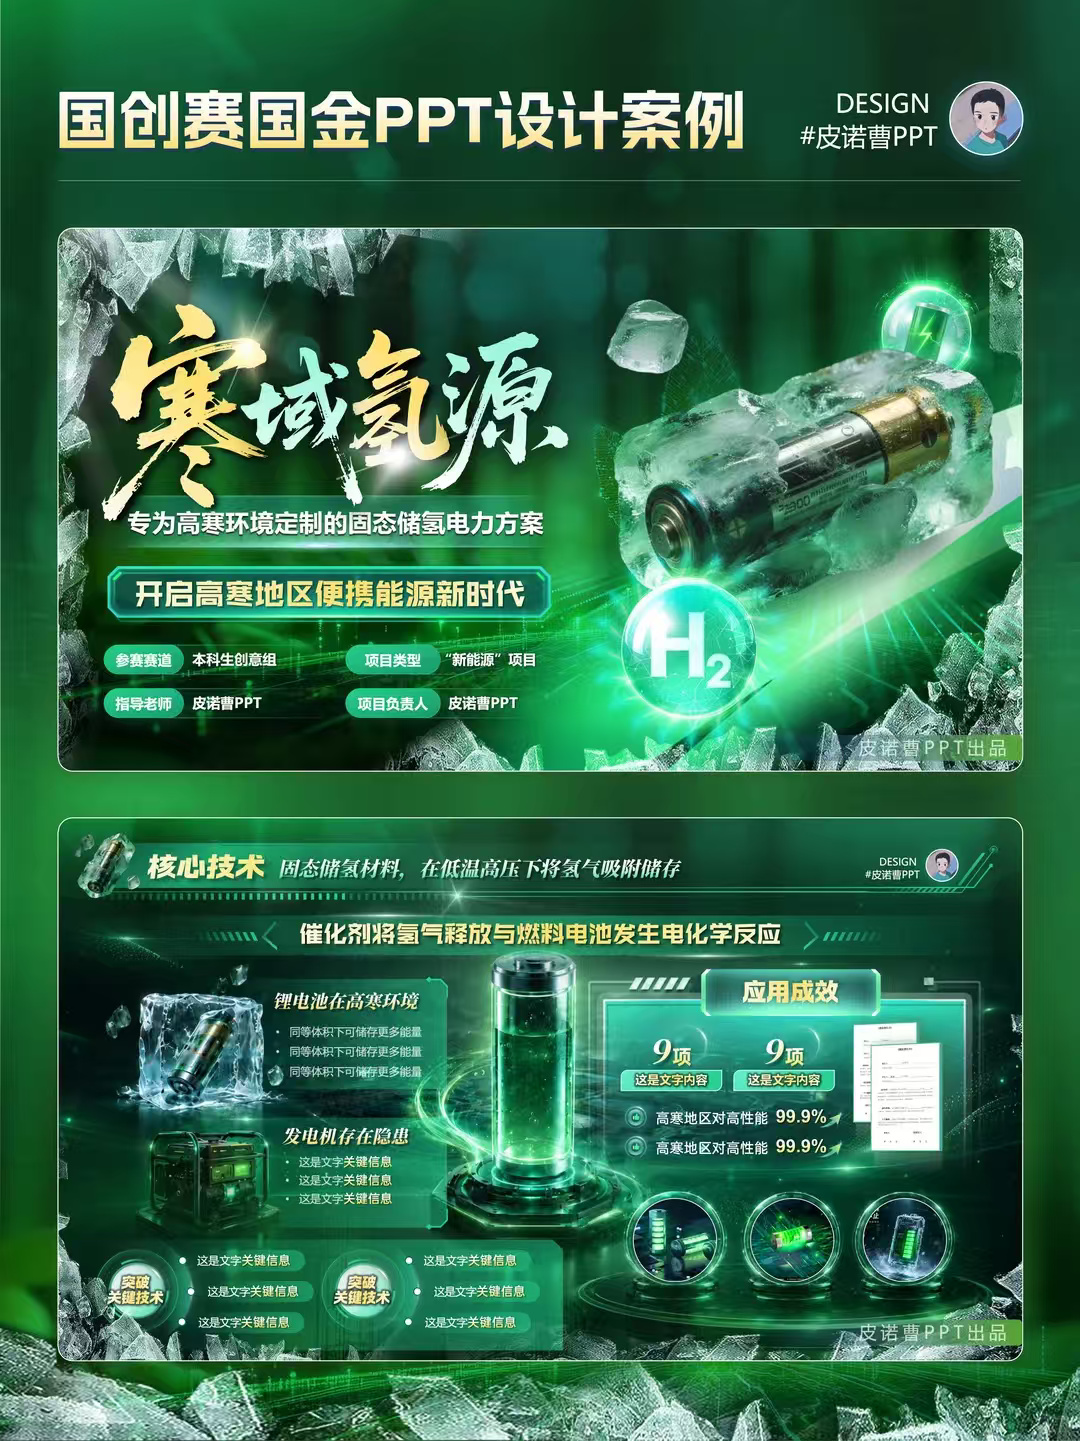 国创赛国金PPT设计案例
DESIGN
#皮诺曹PPT
寒域氢源
专为高寒环境定制的固态储氢电力方案
开启高寒地区便携能源新时代
参赛赛道 本科生创意组
项目类型 “新能源”项目
指导老师 皮诺曹PPT
项目负责人 皮诺曹PPT
H2
皮诺曹PPT出品
核心技术 固态储氢材料，在低温高压下将氢气吸附储存
DESIGN
#皮诺曹PPT
催化剂将氢气释放与燃料电池发生电化学反应
锂电池在高寒环境
• 同等体积下可储存更多能量
• 同等体积下可储存更多能量
同等体积下可储存更多能量
发电机存在隐患
• 这是文字关键信息
• 这是文字关键信息
• 这是文字关键信息
应用成效
9项
这是文字内容
9项
这是文字内容
高寒地区对高性能 99.9%
高寒地区对高性能 99.9%
突破
关键技术
这是文字关键信息
这是文字关键信息
这是文字关键信息
突破
关键技术
这是文字关键信息
这是文字关键信息
这是文字关键信息
皮诺曹PPT出品